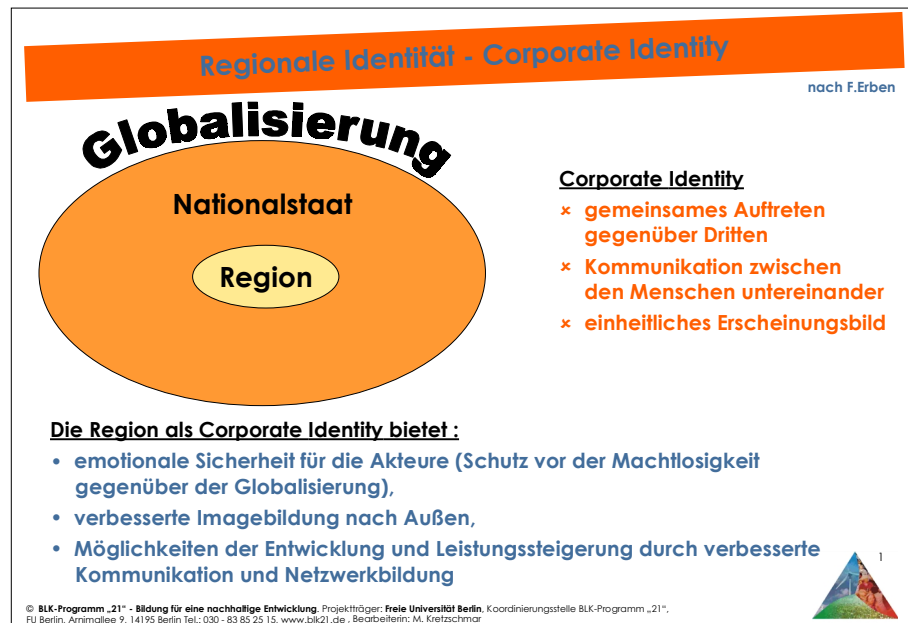 Regionale Identität - Corporate Identity
nach F.Erben
Globalisierung
Nationalstaat
Region
Corporate Identity
× gemeinsames Auftreten
gegenüber Dritten
× Kommunikation zwischen
den Menschen untereinander
× einheitliches Erscheinungsbild
Die Region als Corporate Identity bietet :
• emotionale Sicherheit für die Akteure (Schutz vor der Machtlosigkeit
gegenüber der Globalisierung),
• verbesserte Imagebildung nach Außen,
• Möglichkeiten der Entwicklung und Leistungssteigerung durch verbesserte
Kommunikation und Netzwerkbildung
1
© BLK-Programm „21“ - Bildung für eine nachhaltige Entwicklung. Projektträger: Freie Universität Berlin, Koordinierungsstelle BLK-Programm „21“,
FU Berlin, Arnimallee 9, 14195 Berlin Tel.: 030 - 83 85 25 15, www.blk21.de , Bearbeiterin: M. Kretzschmar